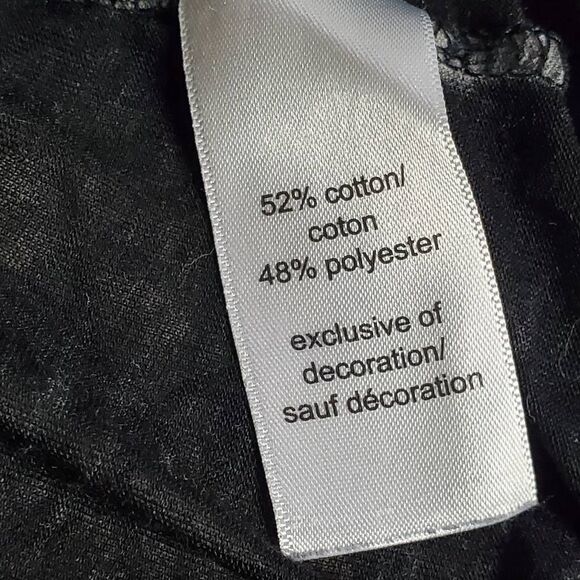 52% cotton/
coton
48% polyester
exclusive of
decoration/
sauf décoration